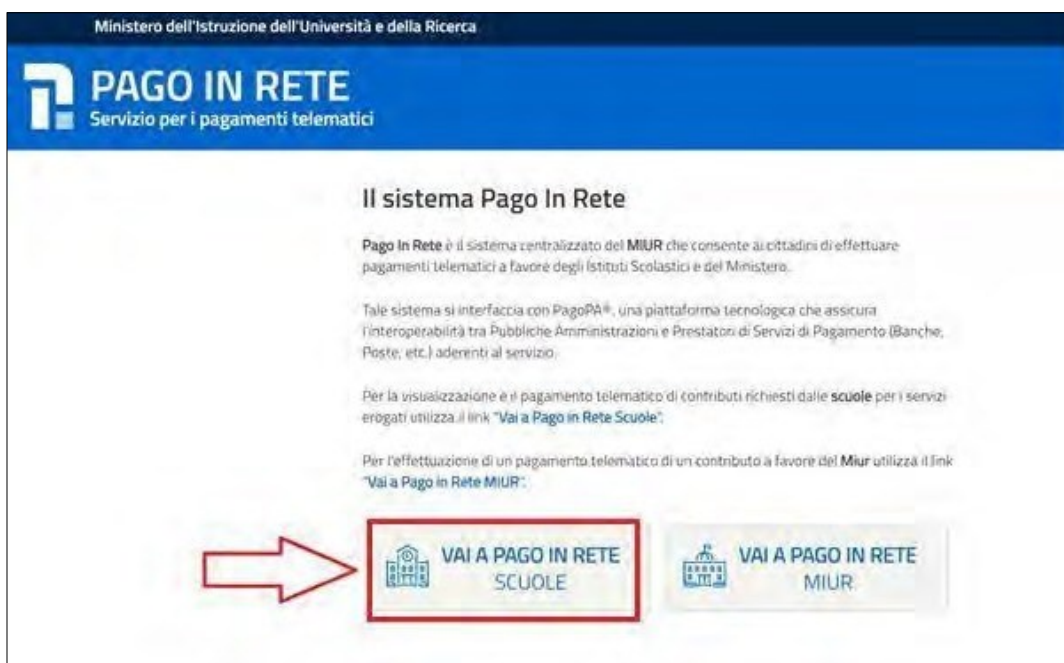 Ministero dell'Istruzione dell'Università e della Ricerca
PAGO IN RETE
Servizio per i pagamenti telematici
Il sistema Pago In Rete
Pago In Rete è il sistema centralizzato del MIUR che consente ai cittadini di effettuare
pagamenti telematici a favore degli Istituti Scolastici e del Ministero.
Tale sistema si interfaccia con PagoPA®, una piattaforma tecnologica che assicura
l'interoperabilità tra Pubbliche Amministrazioni e Prestatori di Servizi di Pagamento (Banche,
Poste, etc.) aderenti al servizio.
Per la visualizzazione e il pagamento telematico di contributi richiesti dalle scuole per i servizi
erogati utilizza il link "Vai a Pago in Rete Scuole".
Per l'effettuazione di un pagamento telematico di un contributo a favore del Miur utilizza il link
"Vai a Pago in Rete MIUR".
VAI A PAGO IN RETE
SCUOLE
VAI A PAGO IN RETE
MIUR